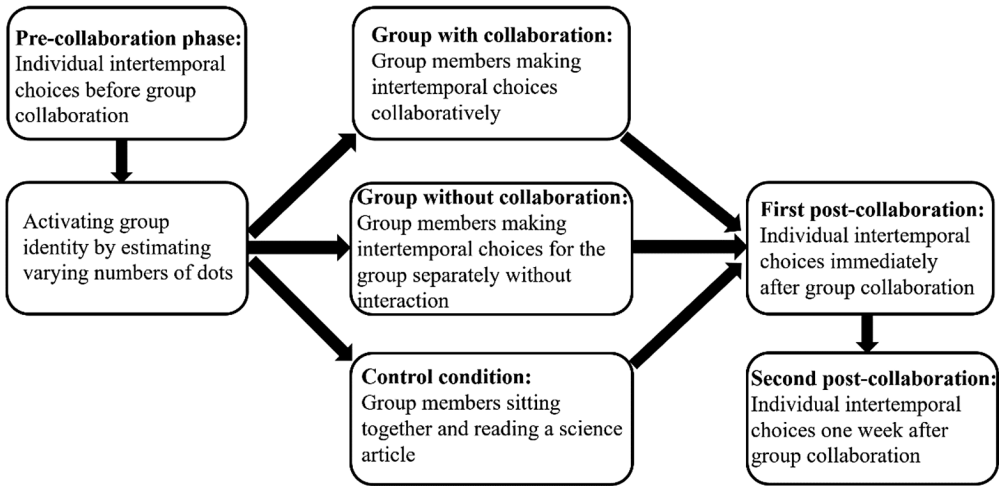 Pre-collaboration phase:
Individual intertemporal
choices before group
collaboration
Activating group
identity by estimating
varying numbers of dots
Group with collaboration:
Group members making
intertemporal choices
collaboratively
Group without collaboration:
Group members making
intertemporal choices for the
group separately without
interaction
Control condition:
Group members sitting
together and reading a science
article
First post-collaboration:
Individual intertemporal
choices immediately
after group collaboration
Second post-collaboration:
Individual intertemporal
choices one week after
group collaboration